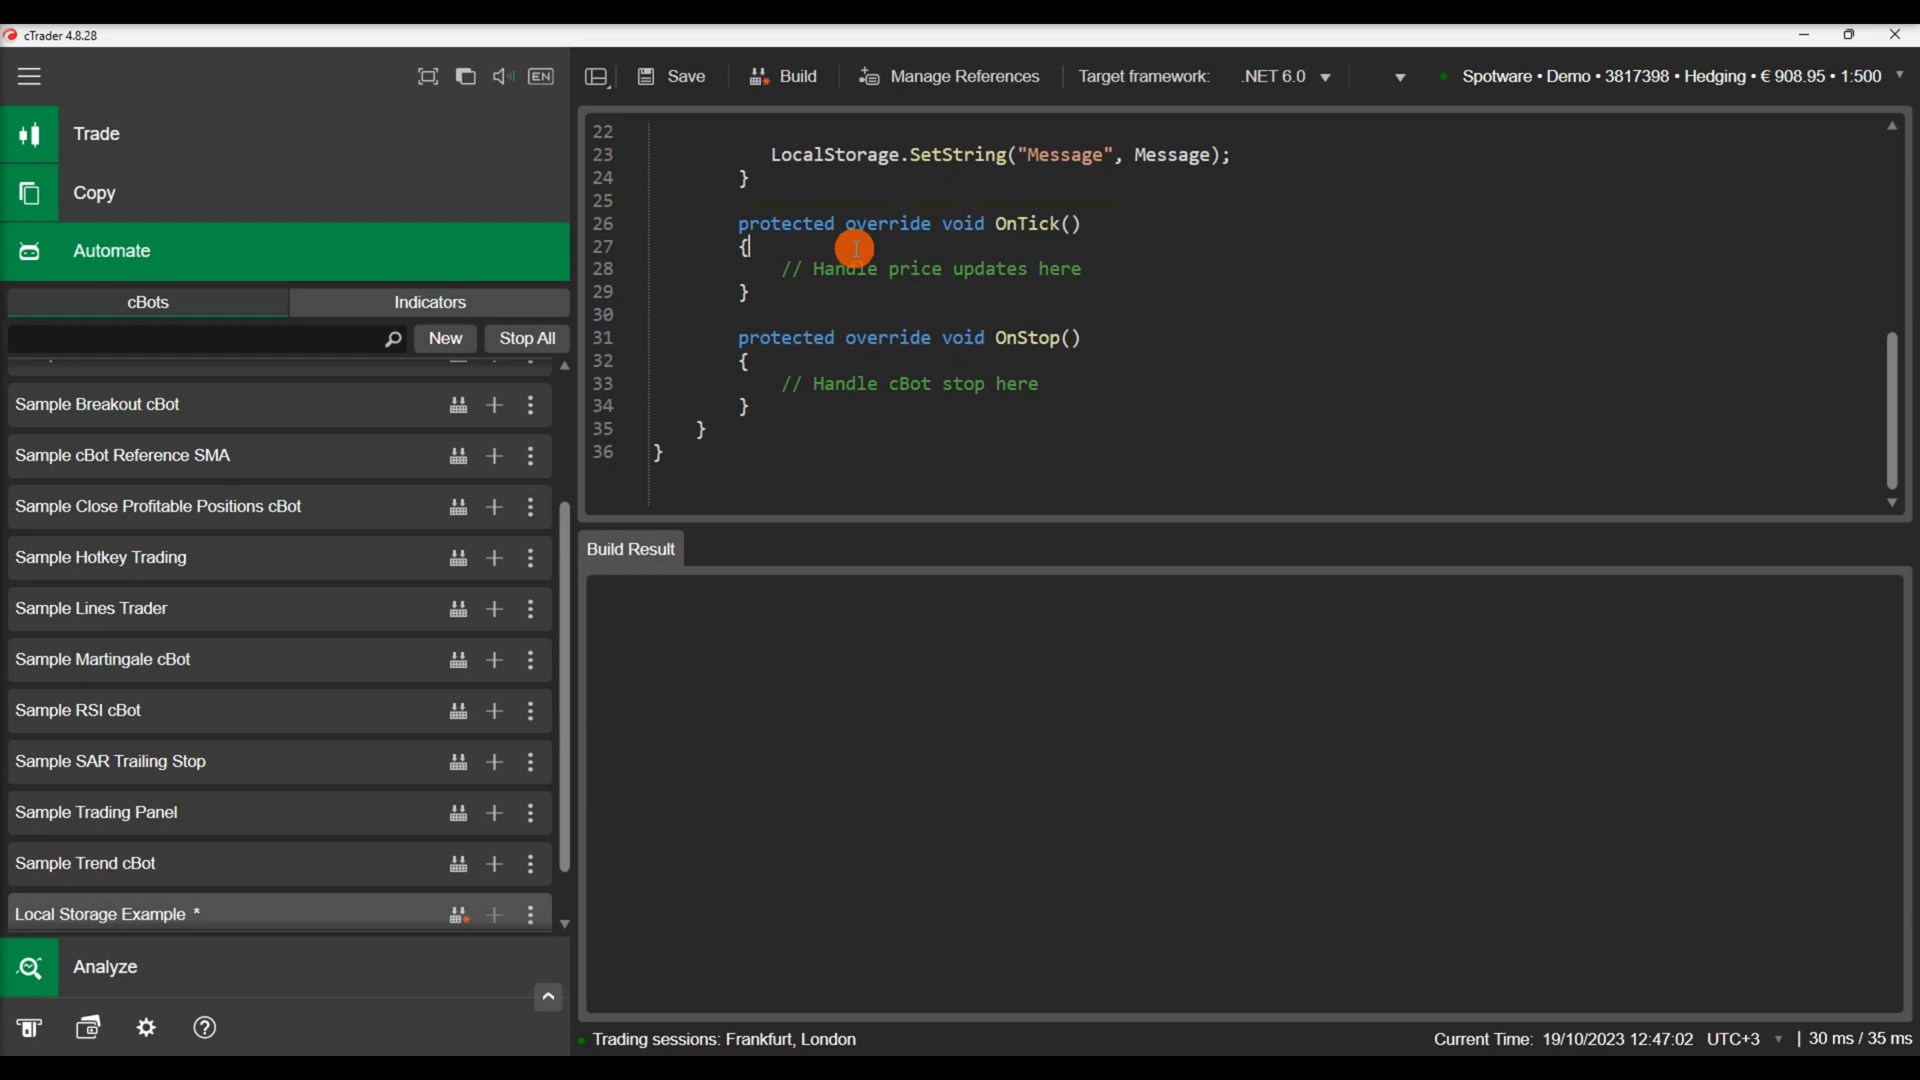 cTrader 4.8.28
EN
Save
Build
Manage References
Target framework:
.NET 6.0
Spotware • Demo • 3817398 • Hedging • € 908.95 • 1:500
Trade
Copy
Automate
cBots
Indicators
New
Stop All
Sample Breakout cBot
Sample cBot Reference SMA
Sample Close Profitable Positions cBot
Sample Hotkey Trading
Sample Lines Trader
Sample Martingale cBot
Sample RSI cBot
Sample SAR Trailing Stop
Sample Trading Panel
Sample Trend cBot
Local Storage Example *
Analyze
22
23 LocalStorage.SetString("Message", Message);
24 }
25
26 protected override void OnTick()
27 {
28 // Handle price updates here
29 }
30
31 protected override void OnStop()
32 {
33 // Handle cBot stop here
34 }
35 }
36 }
Build Result
Trading sessions: Frankfurt, London
Current Time: 19/10/2023 12:47:02 UTC+3 | 30 ms / 35 ms